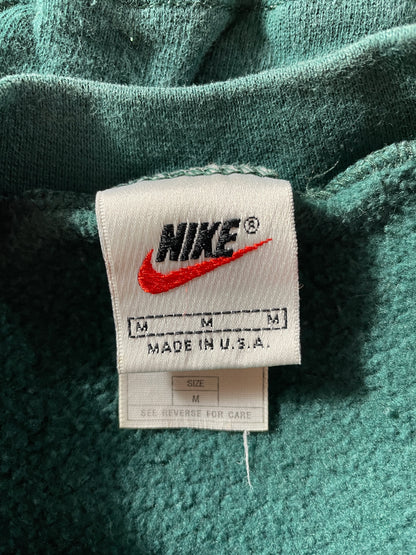 NIKE®
M M M
MADE IN U.S.A.
SIZE
M
SEE REVERSE FOR CARE